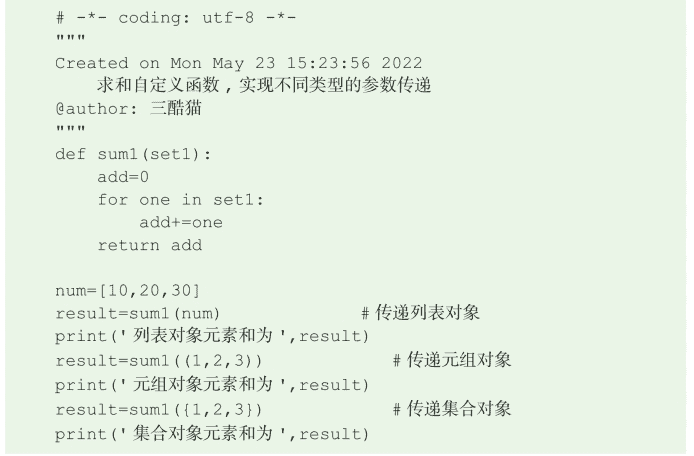 # -*- coding: utf-8 -*-
"""
Created on Mon May 23 15:23:56 2022
    求和自定义函数，实现不同类型的参数传递
@author: 三酷猫
"""
def sum1(set1):
    add=0
    for one in set1:
        add+=one
    return add

num=[10,20,30]
result=sum1(num)                # 传递列表对象
print(' 列表对象元素和为 ',result)
result=sum1((1,2,3))            # 传递元组对象
print(' 元组对象元素和为 ',result)
result=sum1({1,2,3})            # 传递集合对象
print(' 集合对象元素和为 ',result)